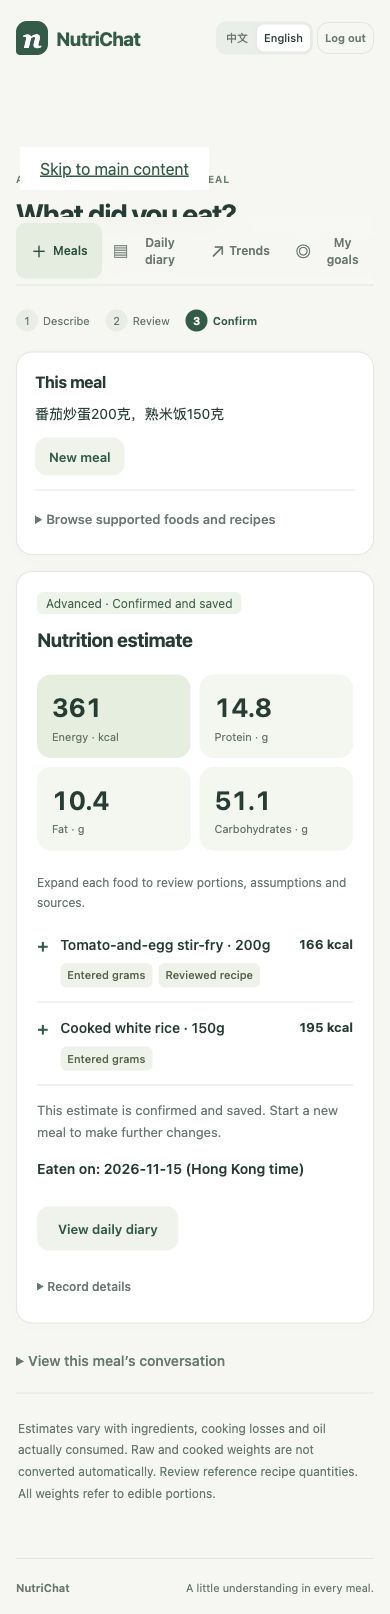 n NutriChat
中文 English Log out
Skip to main content
EAL
What did you eat?
Meals
Daily diary
Trends
My goals
1 Describe 2 Review 3 Confirm
This meal
番茄炒蛋200克，熟米饭150克
New meal
Browse supported foods and recipes
Advanced · Confirmed and saved
Nutrition estimate
361
Energy · kcal
14.8
Protein · g
10.4
Fat · g
51.1
Carbohydrates · g
Expand each food to review portions, assumptions and
sources.
+ Tomato-and-egg stir-fry · 200g 166 kcal
Entered grams Reviewed recipe
+ Cooked white rice · 150g 195 kcal
Entered grams
This estimate is confirmed and saved. Start a new
meal to make further changes.
Eaten on: 2026-11-15 (Hong Kong time)
View daily diary
Record details
View this meal’s conversation
Estimates vary with ingredients, cooking losses and oil
actually consumed. Raw and cooked weights are not
converted automatically. Review reference recipe quantities.
All weights refer to edible portions.
NutriChat A little understanding in every meal.